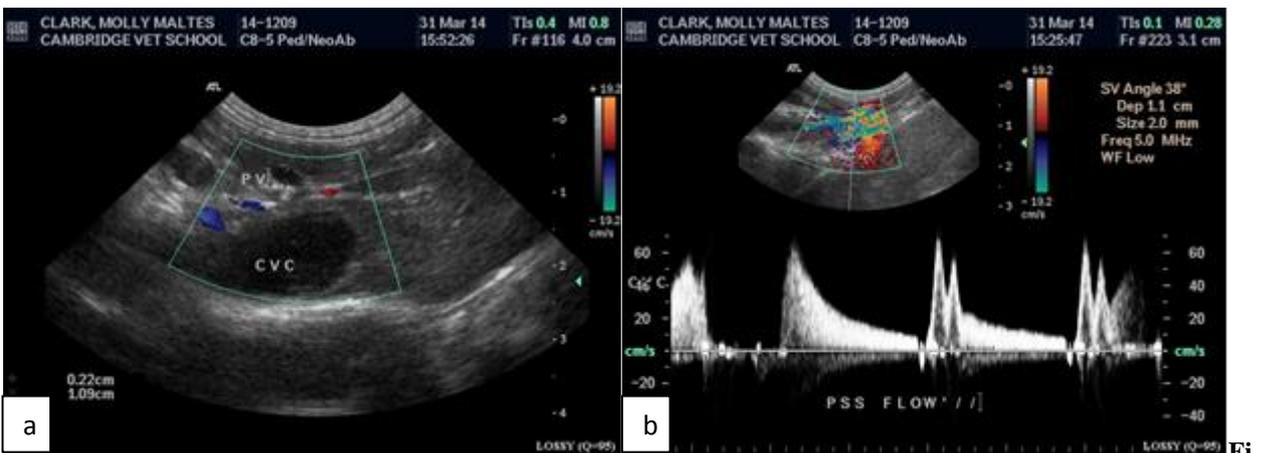 CLARK, MOLLY MALTES 14-1209 31 Mar 14 TIs 0.4 MI 0.8
CAMBRIDGE VET SCHOOL C8-5 Ped/NeoAb 15:52:26 Fr #116 4.0 cm
ATL
+ 19.2
-0
PV
-1
- 19.2
cm/s
CVC
-2
-3
0.22cm
1.09cm
-4
a
LOSSY (Q=95)
CLARK, MOLLY MALTES 14-1209 31 Mar 14 TIs 0.1 MI 0.28
CAMBRIDGE VET SCHOOL C8-5 Ped/NeoAb 15:25:47 Fr #223 3.1 cm
ATL
+ 19.2
-0
SV Angle 38°
Dep 1.1 cm
-1
Size 2.0 mm
Freq 5.0 MHz
-2
WF Low
- 19.2
-3
cm/s
60 60
40
20 20
cm/s cm/s
-20 -20
PSS FLOW'//
-40
b
LOSSY (Q=95)
Fi